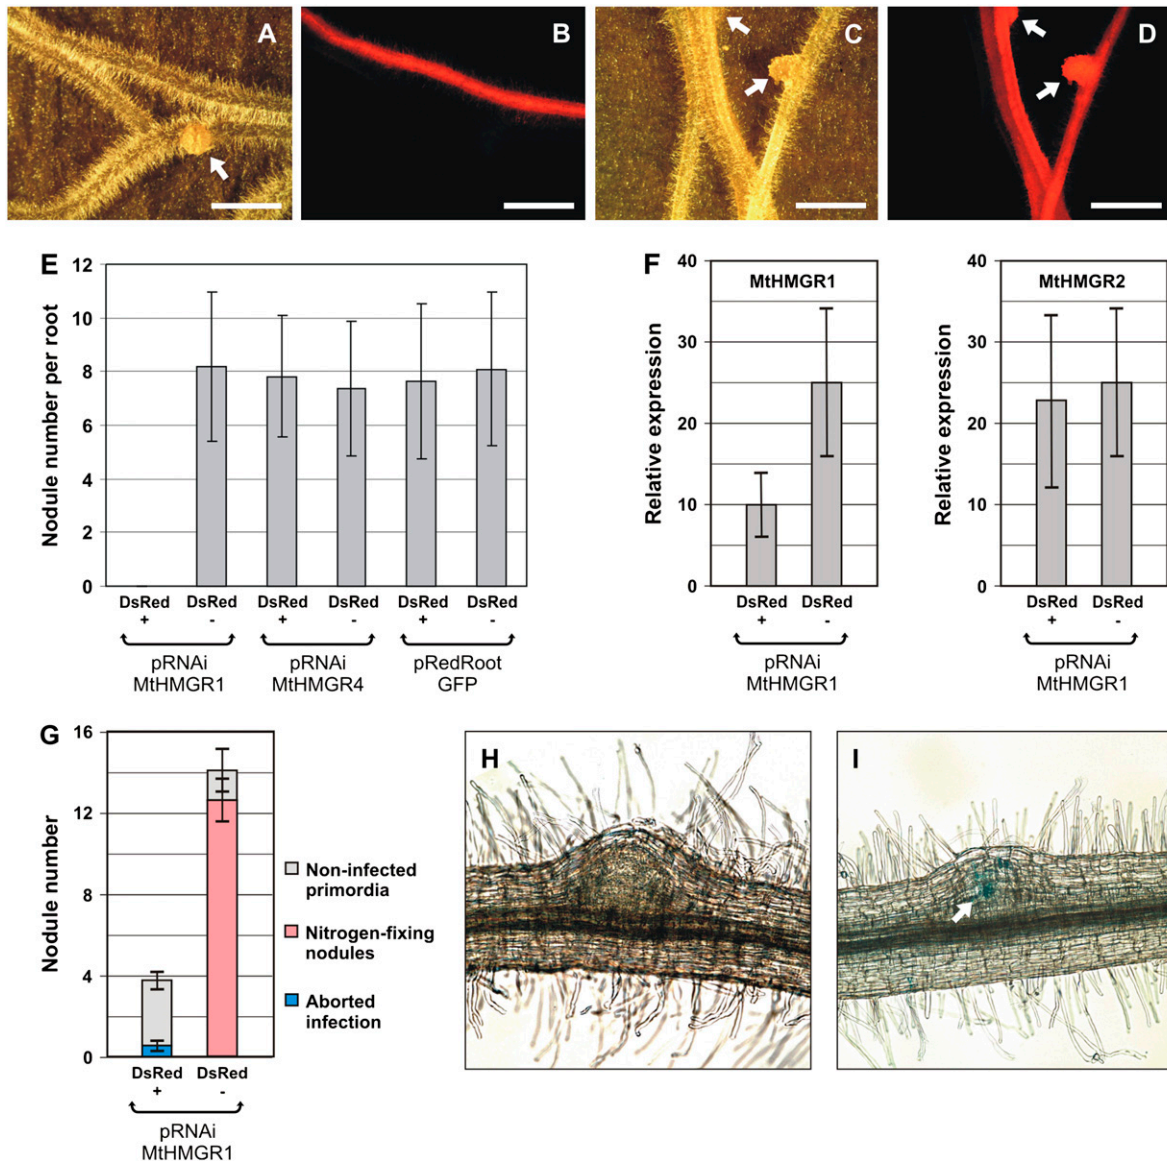 A
B
C
D
E
12
10
8
6
4
2
0
Nodule number per root
DsRed DsRed DsRed DsRed DsRed DsRed
+ - + - + -
pRNAi MtHMGR1
pRNAi MtHMGR4
pRedRoot GFP
F
40
30
20
10
0
Relative expression
MtHMGR1
DsRed DsRed
+ -
pRNAi
MtHMGR1
40
30
20
10
0
Relative expression
MtHMGR2
DsRed DsRed
+ -
pRNAi
MtHMGR1
G
16
12
8
4
0
Nodule number
DsRed DsRed
+ -
pRNAi
MtHMGR1
Non-infected
primordia
Nitrogen-fixing
nodules
Aborted
infection
H
I